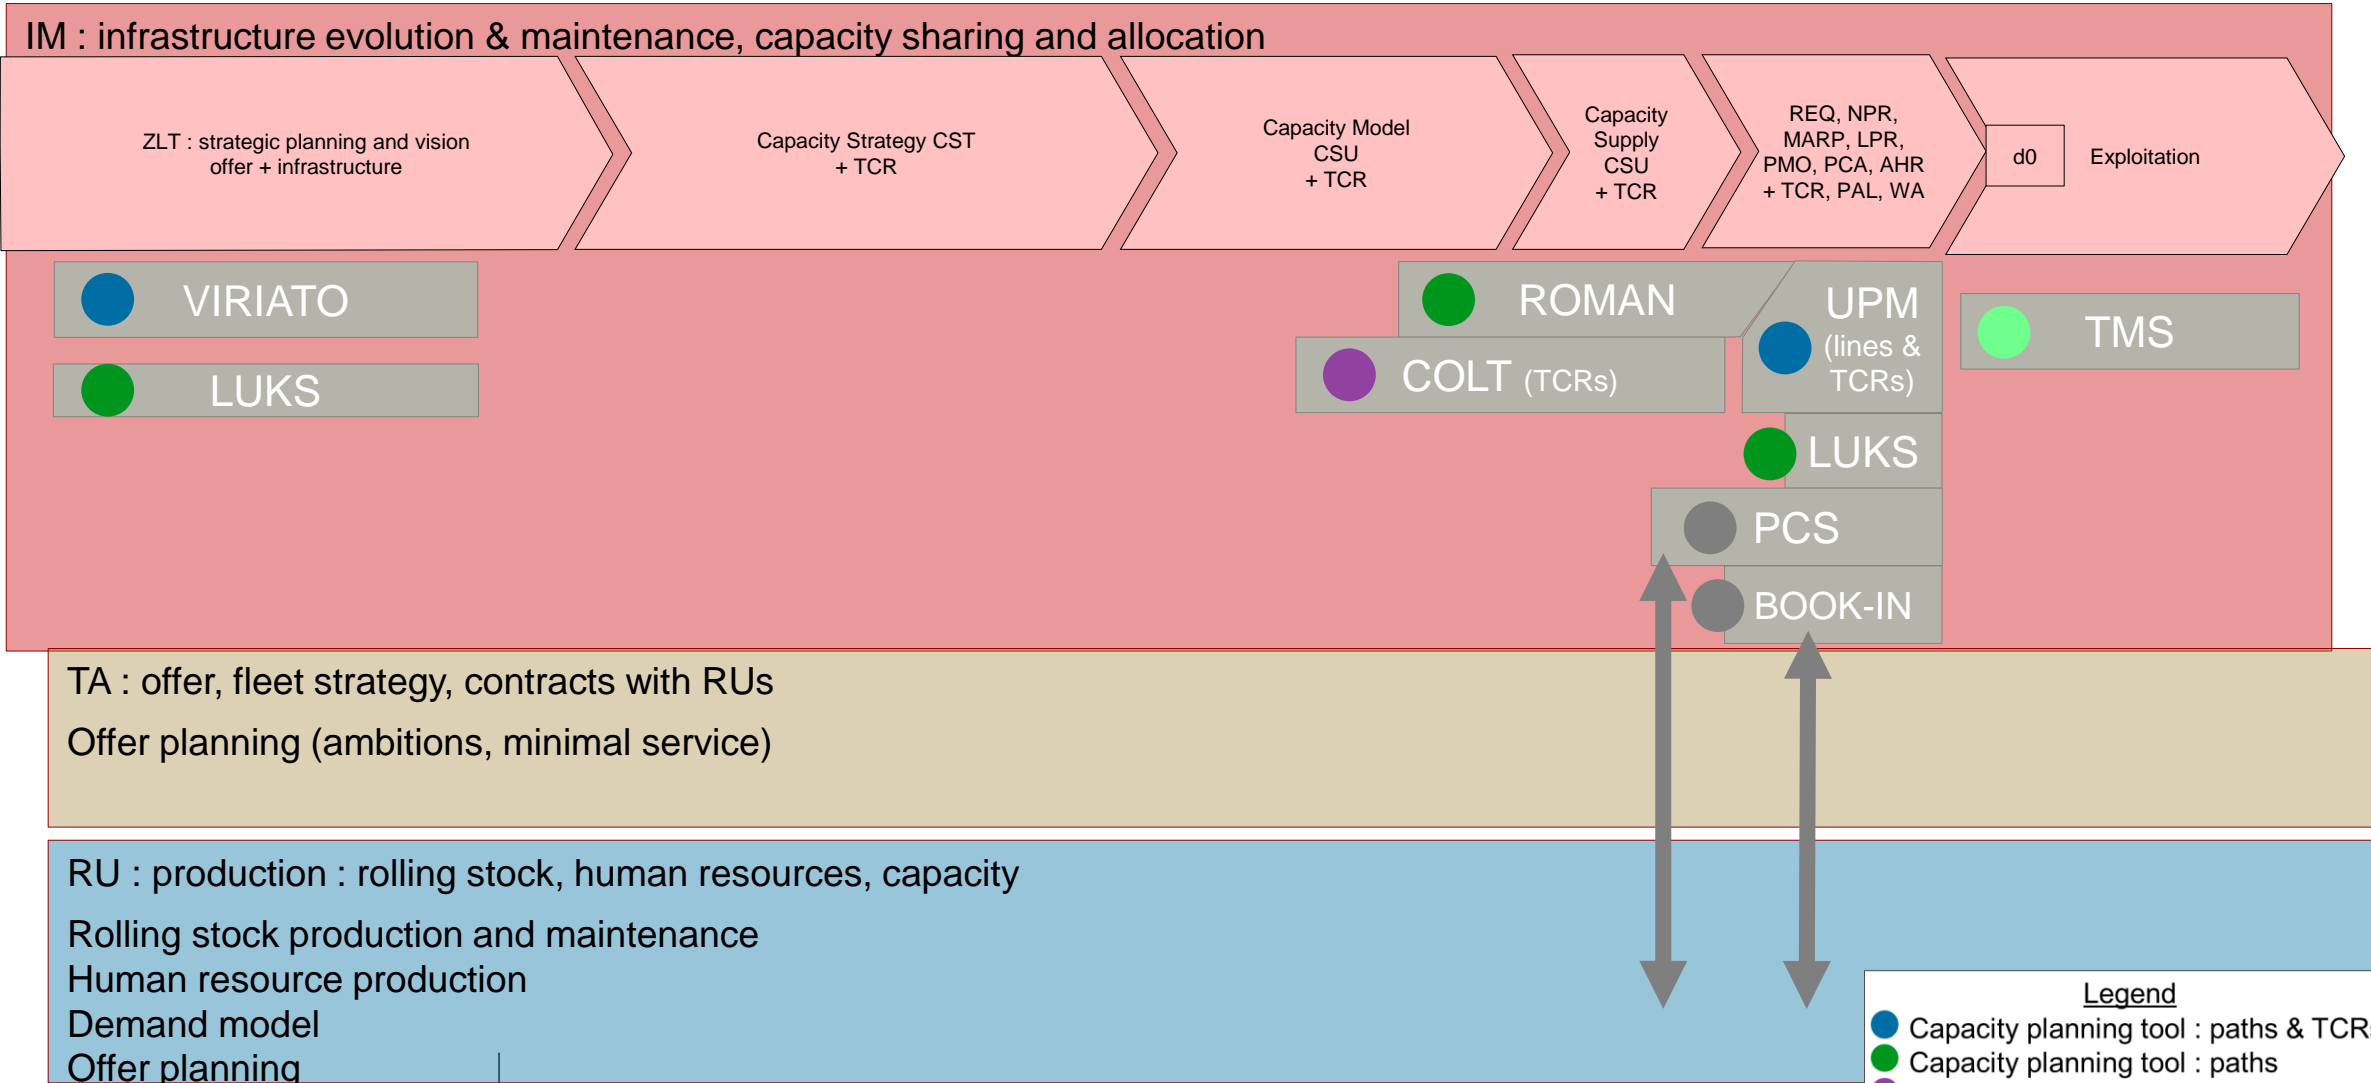 IM : infrastructure evolution & maintenance, capacity sharing and allocation
ZLT : strategic planning and vision
offer + infrastructure
Capacity Strategy CST
+ TCR
Capacity Model
CSU
+ TCR
Capacity
Supply
CSU
+ TCR
REQ, NPR,
MARP, LPR,
PMO, PCA, AHR
+ TCR, PAL, WA
d0
Exploitation
VIRIATO
LUKS
ROMAN
COLT (TCRs)
UPM
(lines &
TCRs)
LUKS
PCS
BOOK-IN
TMS
TA : offer, fleet strategy, contracts with RUs
Offer planning (ambitions, minimal service)
RU : production : rolling stock, human resources, capacity
Rolling stock production and maintenance
Human resource production
Demand model
Offer planning
Legend
Capacity planning tool : paths & TCRs
Capacity planning tool : paths